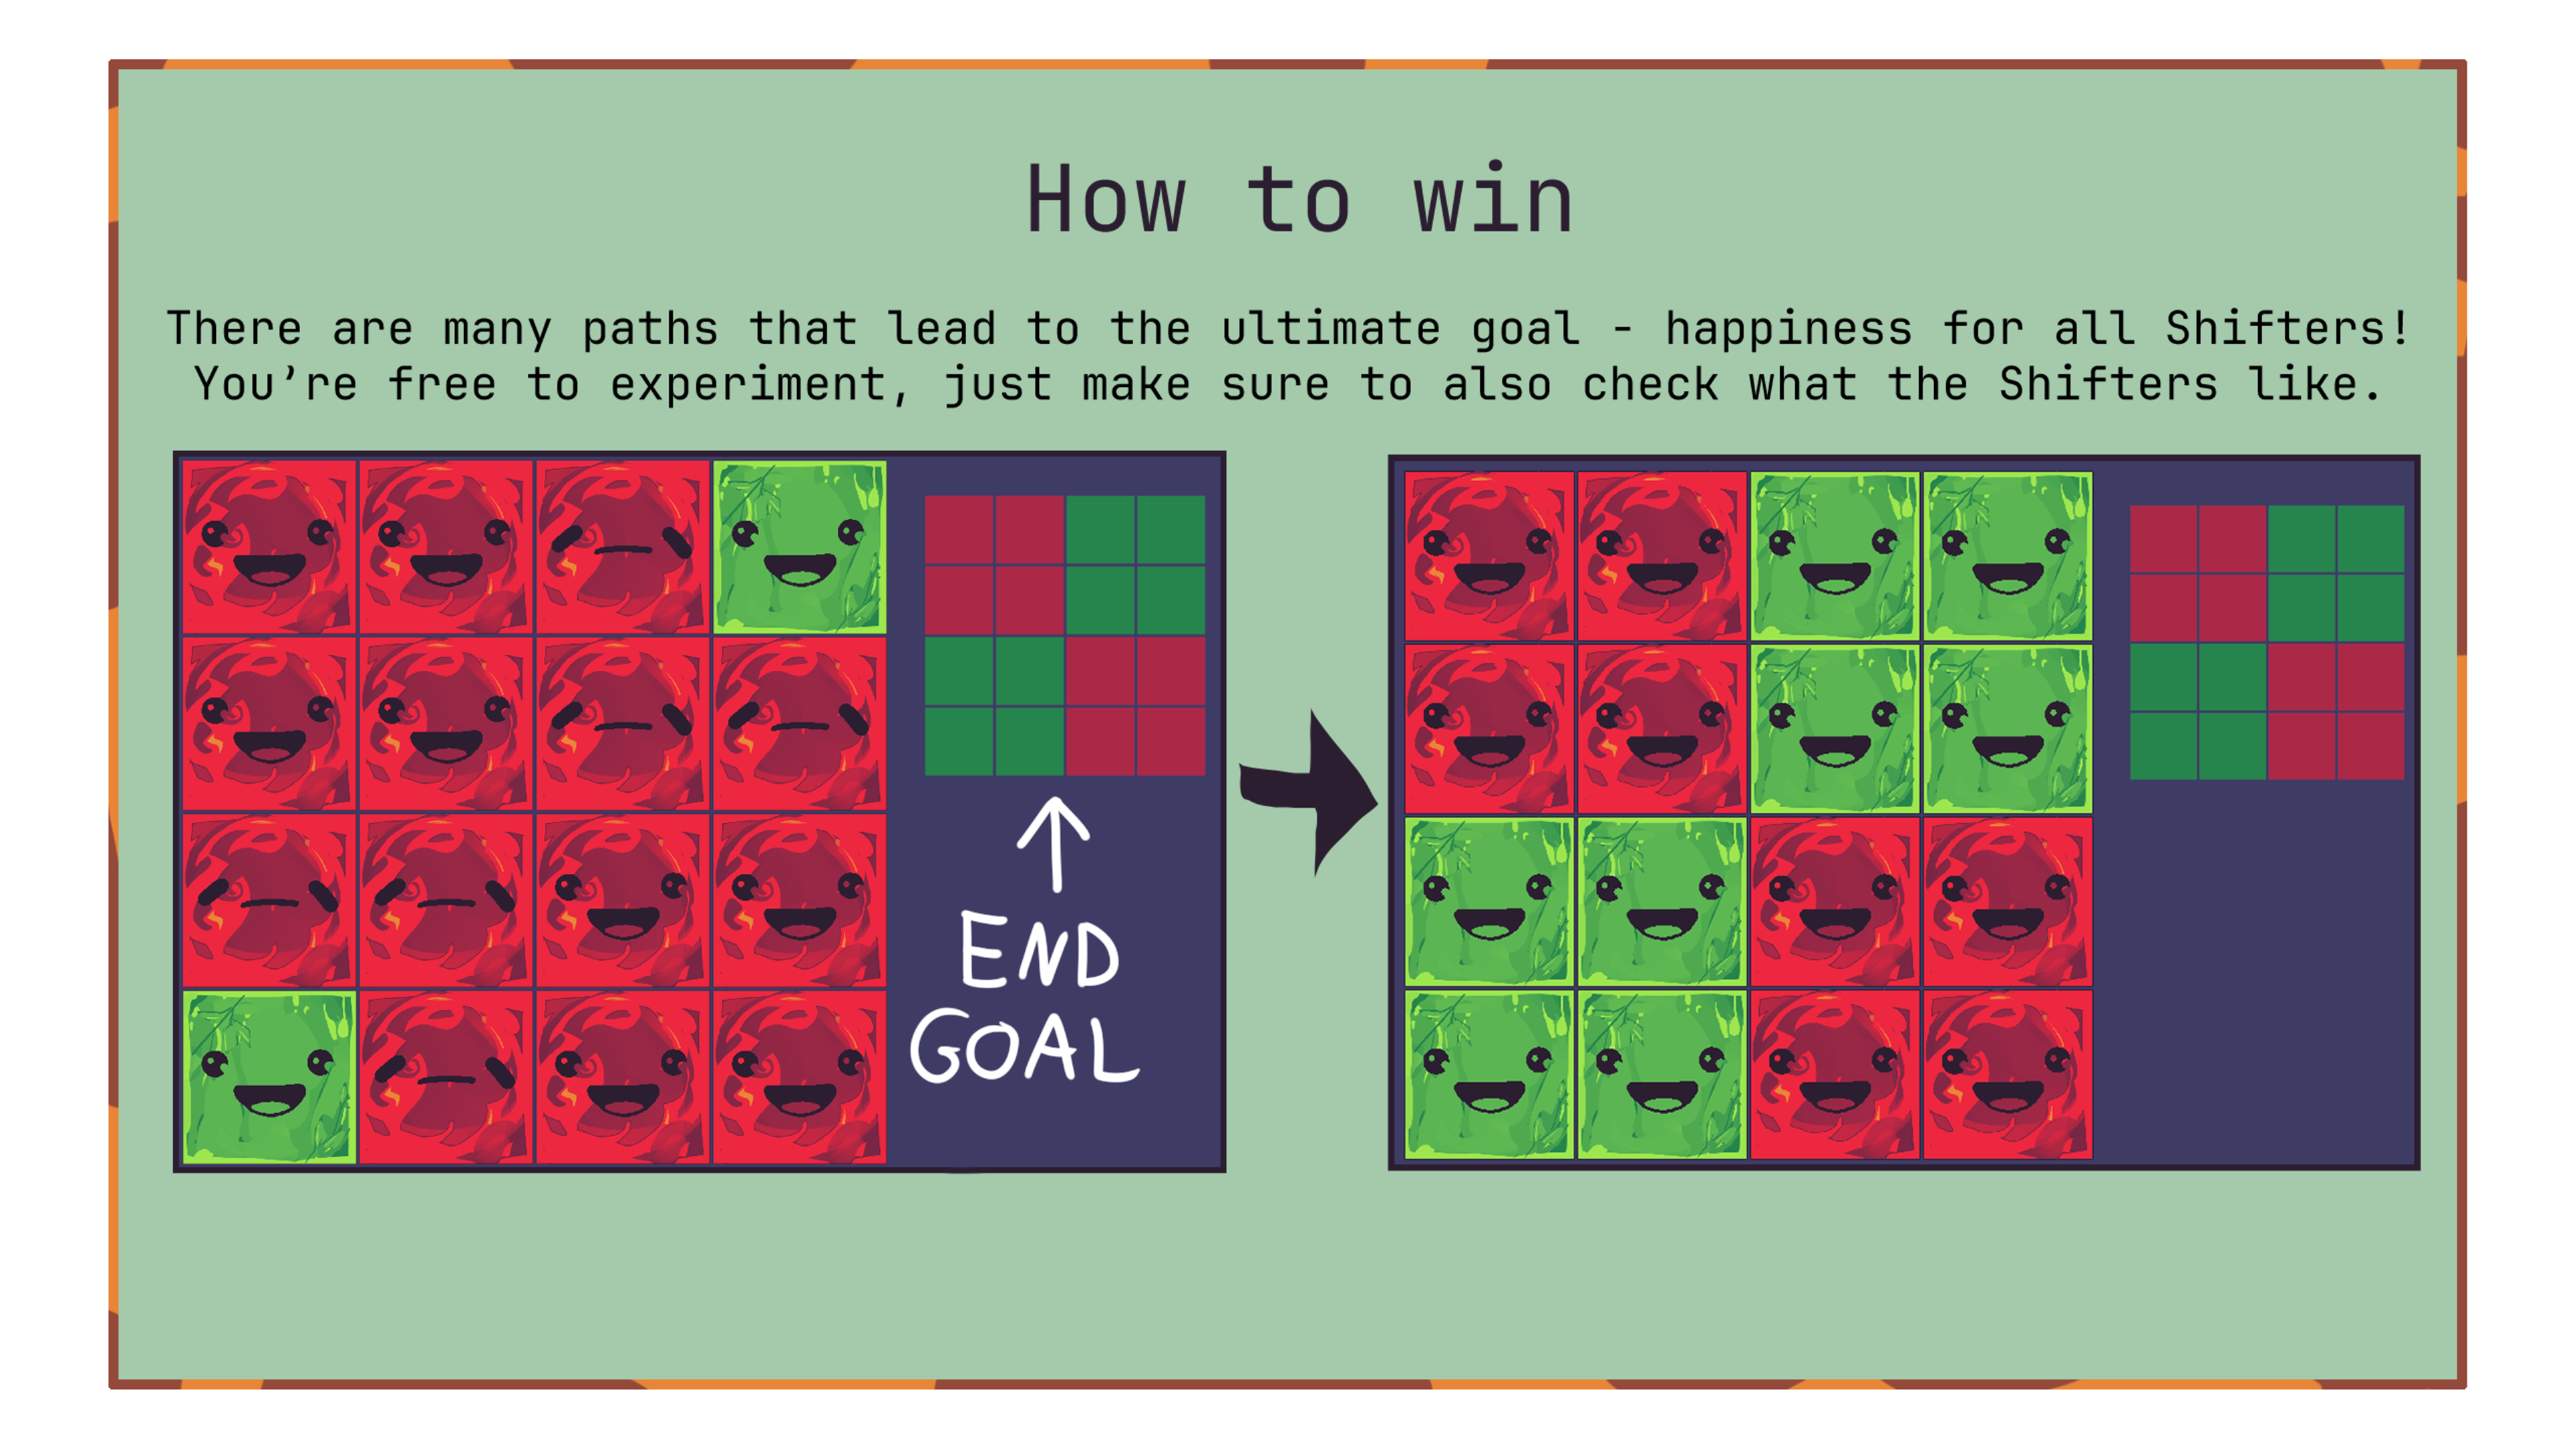 How to win
There are many paths that lead to the ultimate goal - happiness for all Shifters!
You’re free to experiment, just make sure to also check what the Shifters like.
END
GOAL